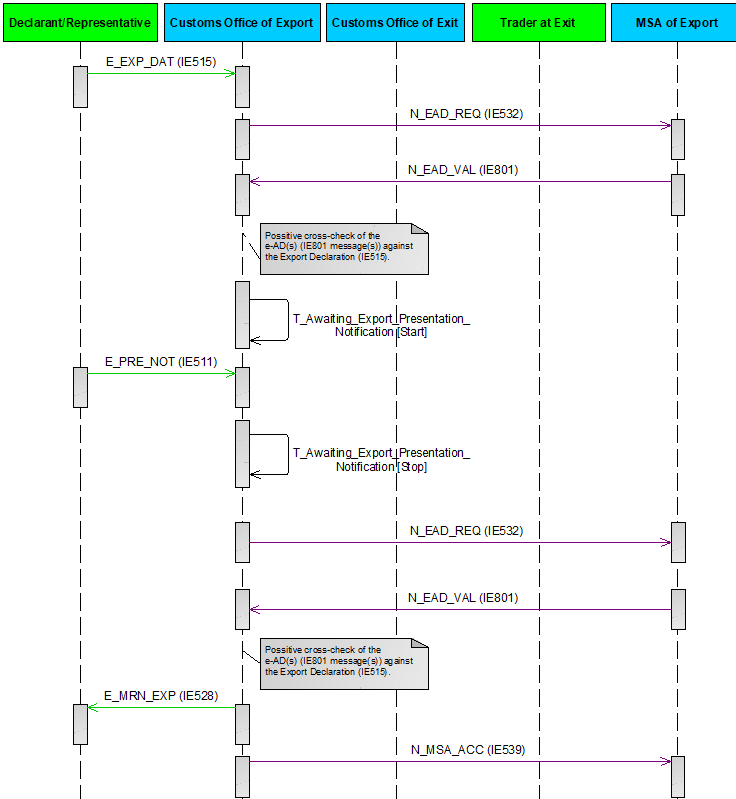 Declarant/Representative
Customs Office of Export
Customs Office of Exit
Trader at Exit
MSA of Export
E_EXP_DAT (IE515)
N_EAD_REQ (IE532)
N_EAD_VAL (IE801)
Possitive cross-check of the
e-AD(s) (IE801 message(s)) against
the Export Declaration (IE515).
T_Awaiting_Export_Presentation_
Notification [Start]
E_PRE_NOT (IE511)
T_Awaiting_Export_Presentation_
Notification [Stop]
N_EAD_REQ (IE532)
N_EAD_VAL (IE801)
Possitive cross-check of the
e-AD(s) (IE801 message(s)) against
the Export Declaration (IE515).
E_MRN_EXP (IE528)
N_MSA_ACC (IE539)